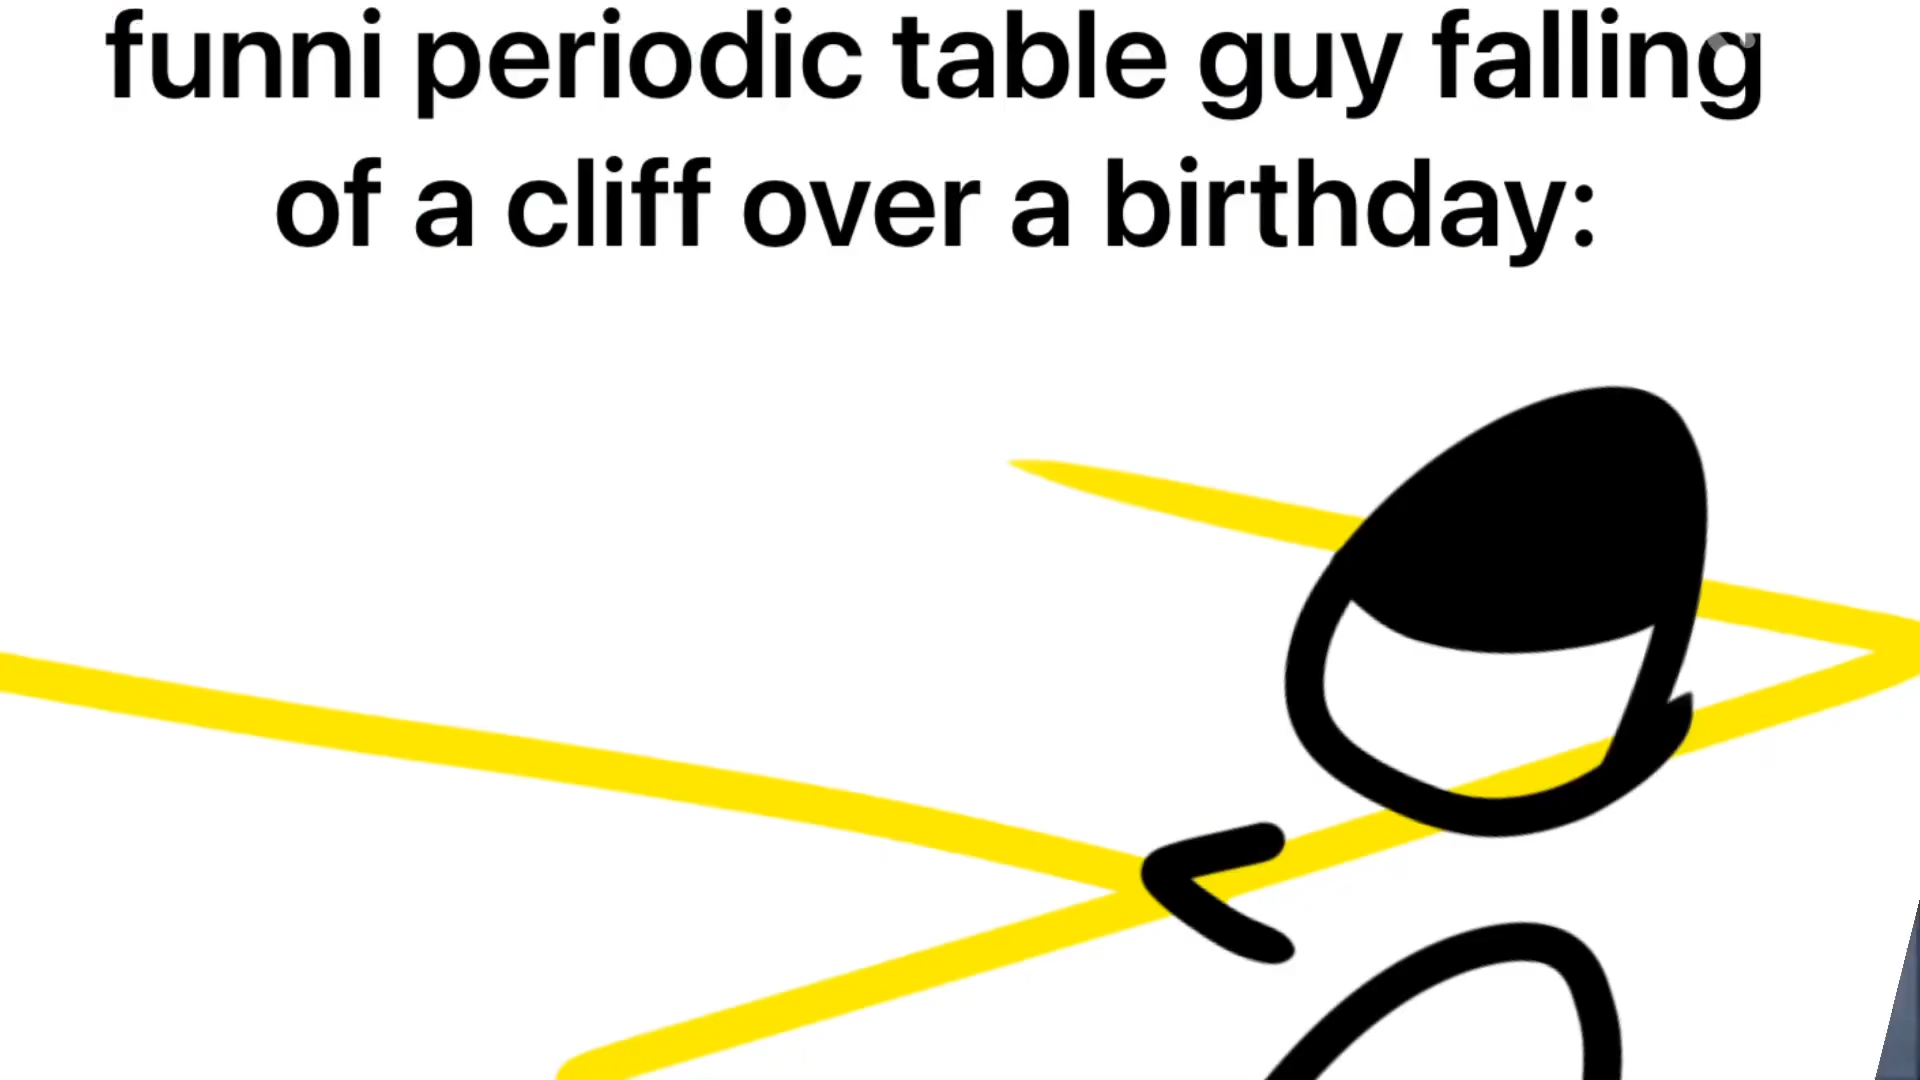 funni periodic table guy falling
of a cliff over a birthday: